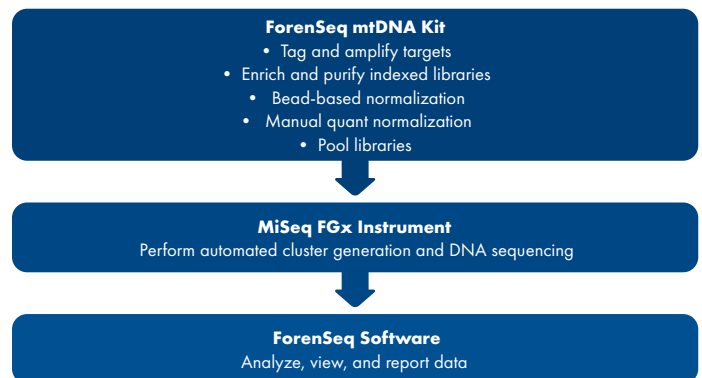 ForenSeq mtDNA Kit
• Tag and amplify targets
• Enrich and purify indexed libraries
• Bead-based normalization
• Manual quant normalization
• Pool libraries
MiSeq FGx Instrument
Perform automated cluster generation and DNA sequencing
ForenSeq Software
Analyze, view, and report data